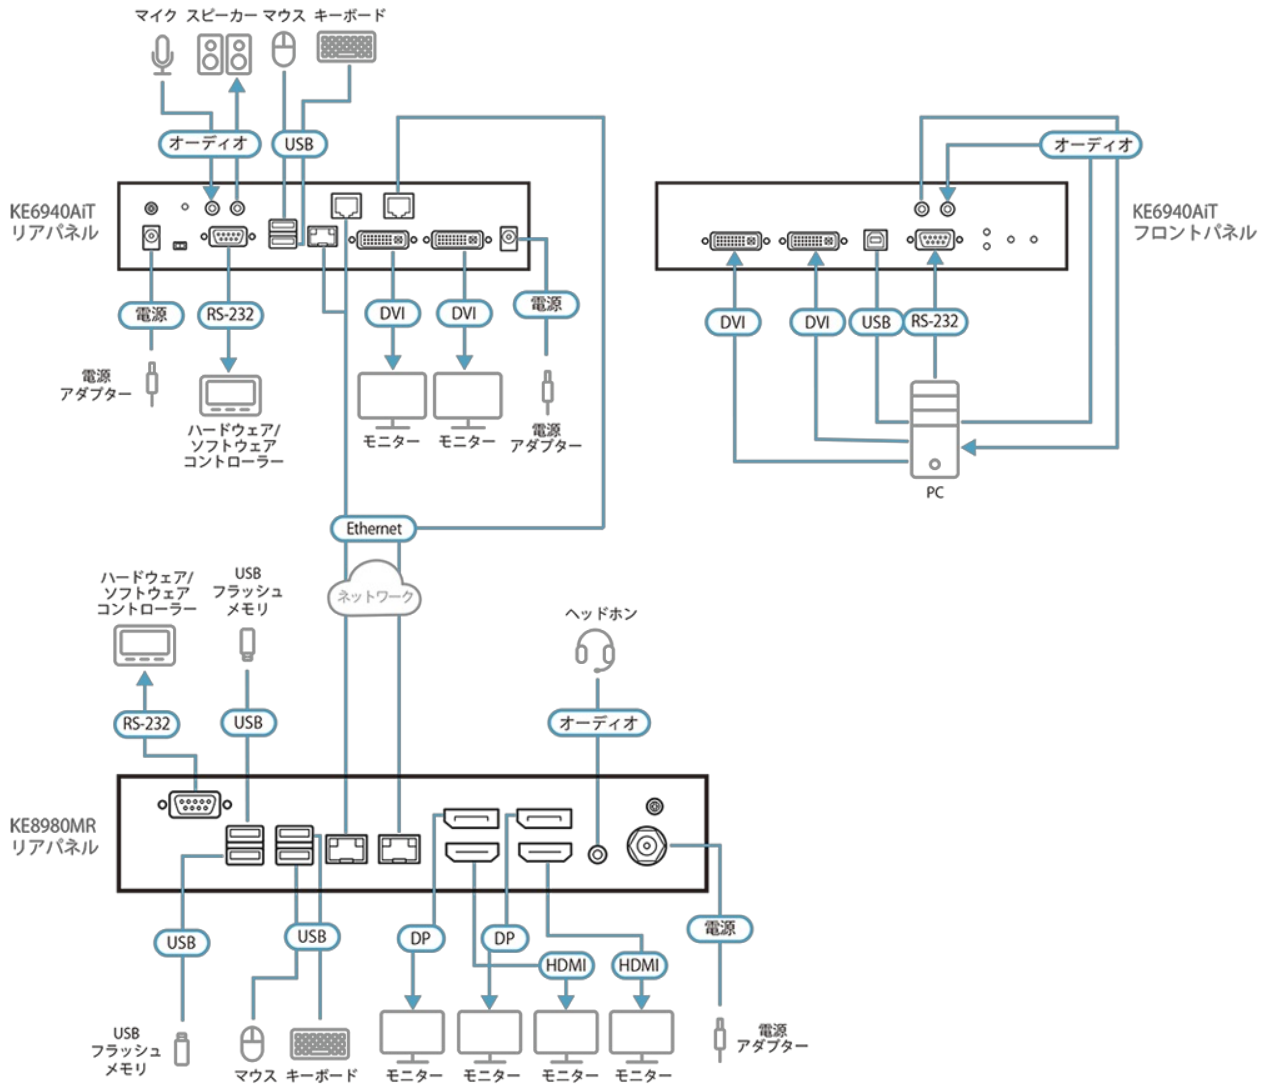 マイク スピーカー マウス キーボード
オーディオ
USB
オーディオ
KE6940AiT
リアパネル
KE6940AiT
フロントパネル
電源
RS-232
DVI
DVI
電源
DVI
DVI
USB
RS-232
電源
アダプター
ハードウェア/
ソフトウェア
コントローラー
モニター
モニター
電源
アダプター
PC
Ethernet
ネットワーク
ハードウェア/
ソフトウェア
コントローラー
USB
フラッシュ
メモリ
ヘッドホン
RS-232
USB
オーディオ
KE8980MR
リアパネル
USB
USB
DP
DP
HDMI
HDMI
電源
USB
フラッシュ
メモリ
マウス
キーボード
モニター
モニター
モニター
モニター
電源
アダプター